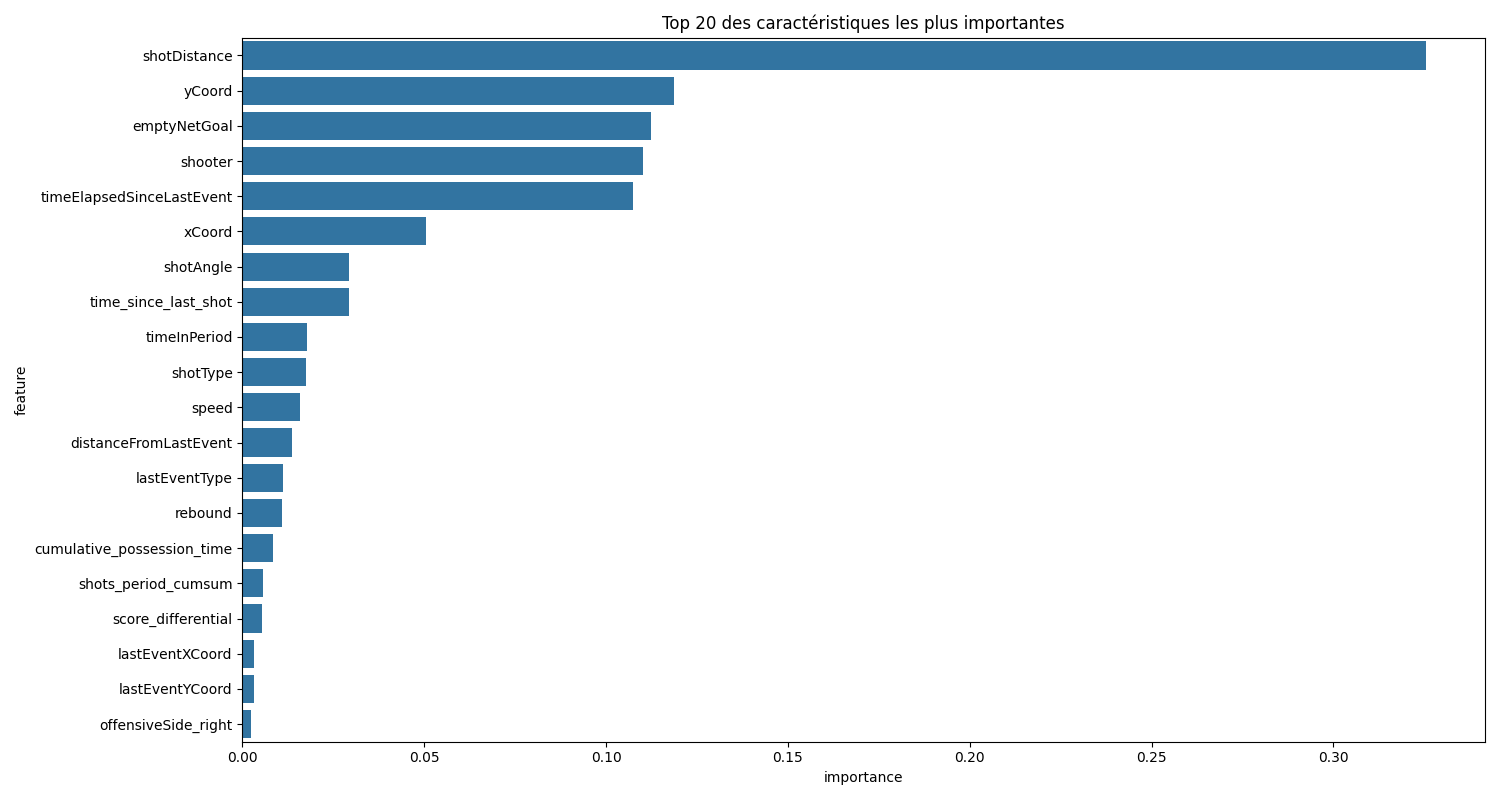 Top 20 des caractéristiques les plus importantes
shotDistance
yCoord
emptyNetGoal
shooter
timeElapsedSinceLastEvent
xCoord
shotAngle
time_since_last_shot
timeInPeriod
shotType
speed
distanceFromLastEvent
lastEventType
rebound
cumulative_possession_time
shots_period_cumsum
score_differential
lastEventXCoord
lastEventYCoord
offensiveSide_right
feature
0.00 0.05 0.10 0.15 0.20 0.25 0.30
importance